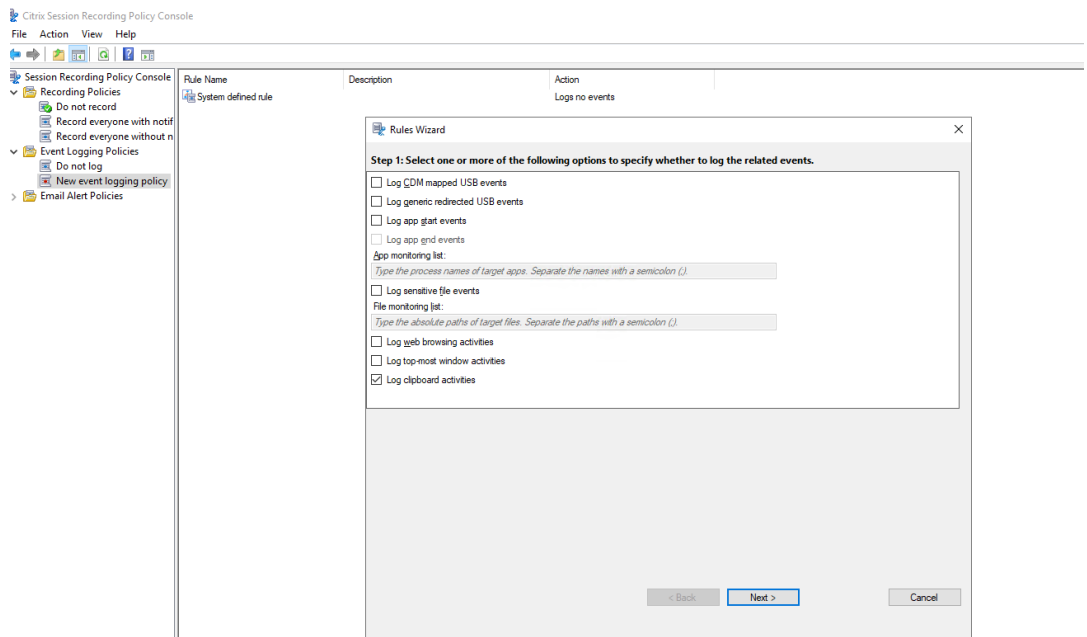 Citrix Session Recording Policy Console
File Action View Help
Session Recording Policy Console
Recording Policies
Do not record
Record everyone with notif
Record everyone without n
Event Logging Policies
Do not log
New event logging policy
Email Alert Policies
Rule Name Description Action
System defined rule Logs no events
Rules Wizard
Step 1: Select one or more of the following options to specify whether to log the related events.
Log CDM mapped USB events
Log generic redirected USB events
Log app start events
Log app end events
App monitoring list:
Type the process names of target apps. Separate the names with a semicolon (;).
Log sensitive file events
File monitoring list:
Type the absolute paths of target files. Separate the paths with a semicolon (;).
Log web browsing activities
Log top-most window activities
Log clipboard activities
< Back Next > Cancel